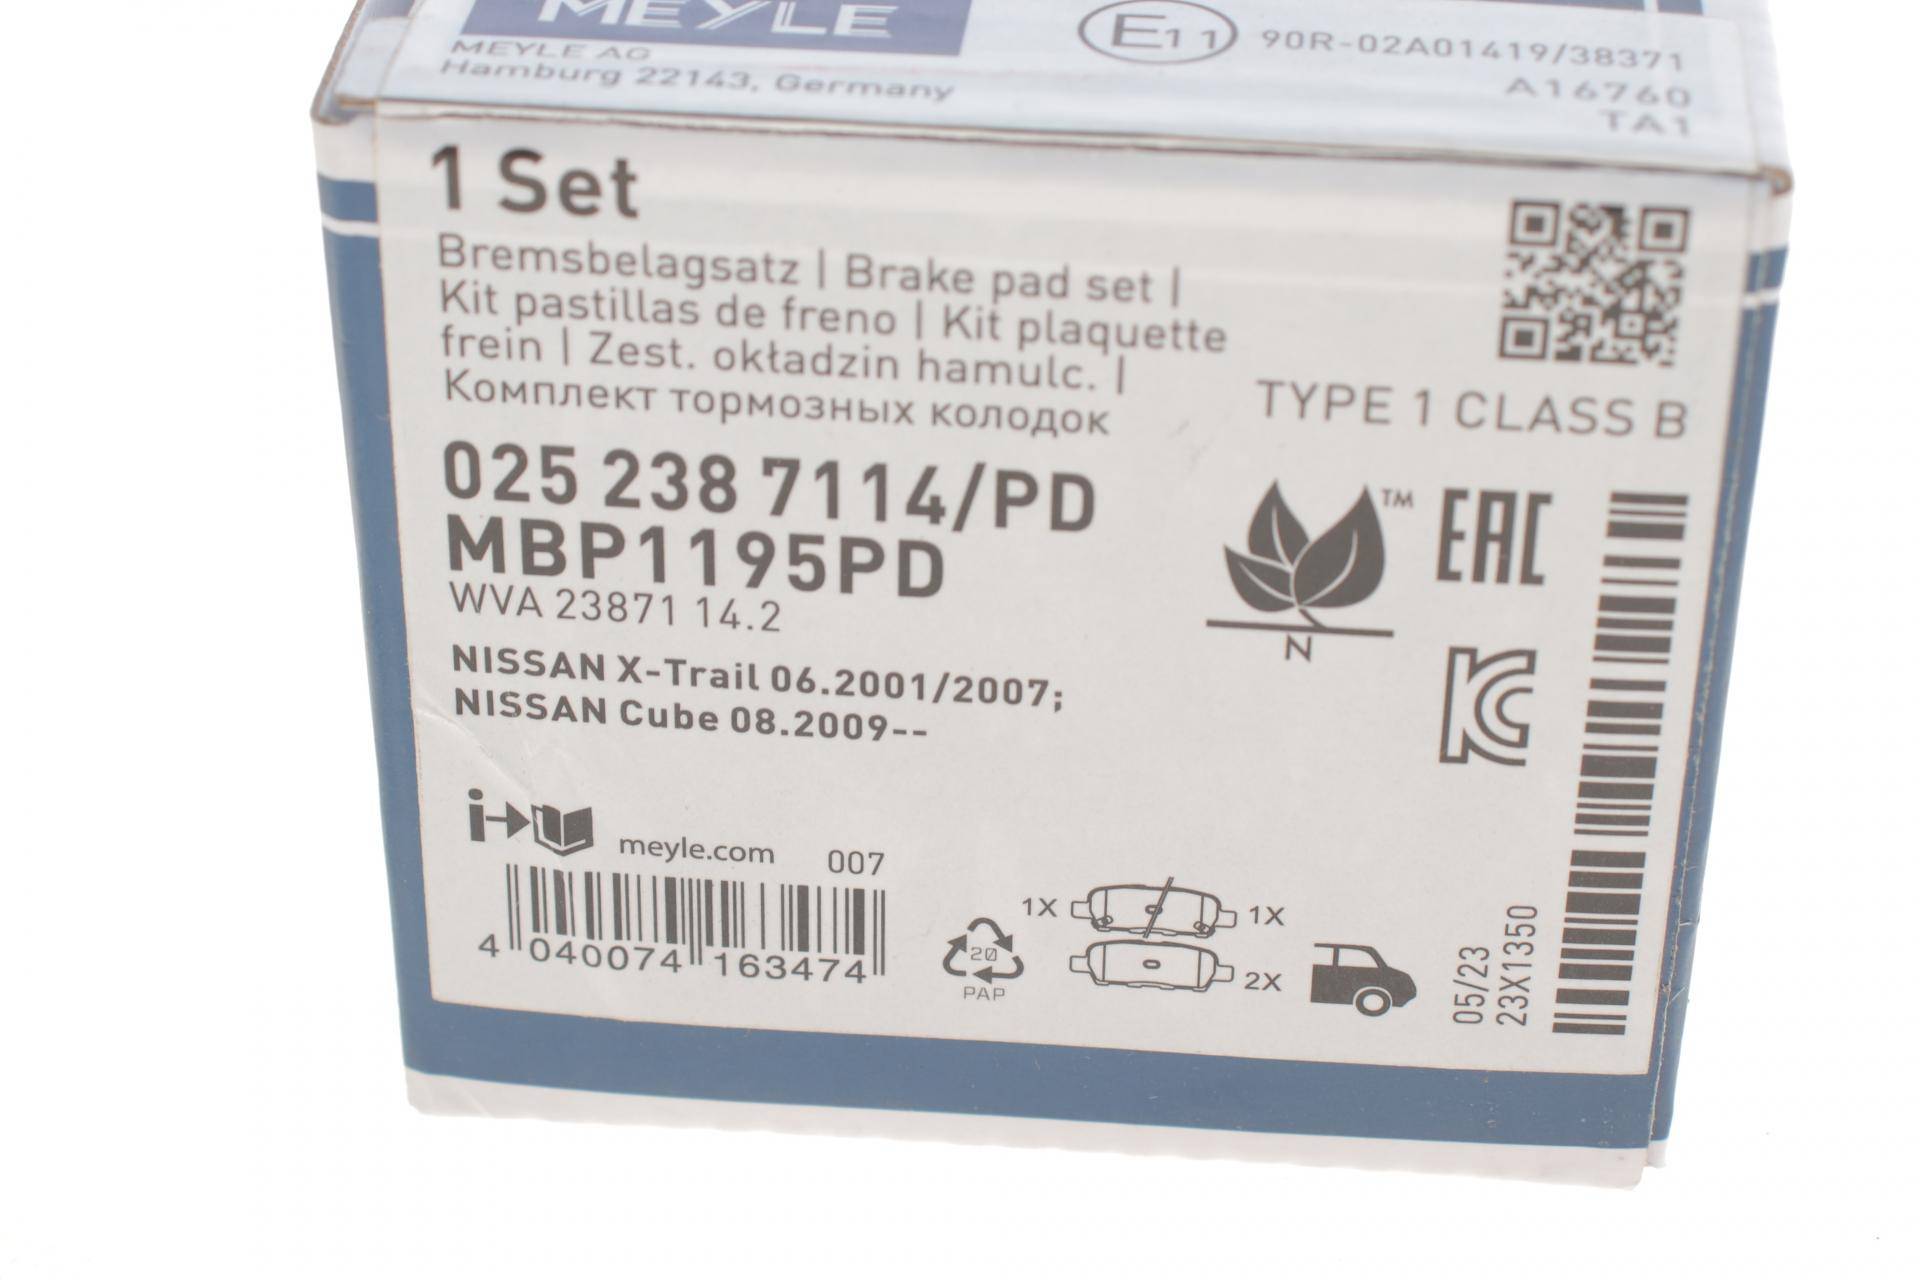 MEYLE
MEYLE AG
Hamburg 22143, Germany
E11 90R-02A01419/38371
A16760
TA1
1 Set
Bremsbelagsatz | Brake pad set |
Kit pastillas de freno | Kit plaquette
frein | Zest. okładzin hamulc. |
Комплект тормозных колодок
TYPE 1 CLASS B
025 238 7114/PD
MBP1195PD
WVA 23871 14.2
TM
EAC
N
NISSAN X-Trail 06.2001/2007;
NISSAN Cube 08.2009--
KC
i
meyle.com 007
4 040074 163474
20
PAP
1X 1X
2X
05/23
23X1350